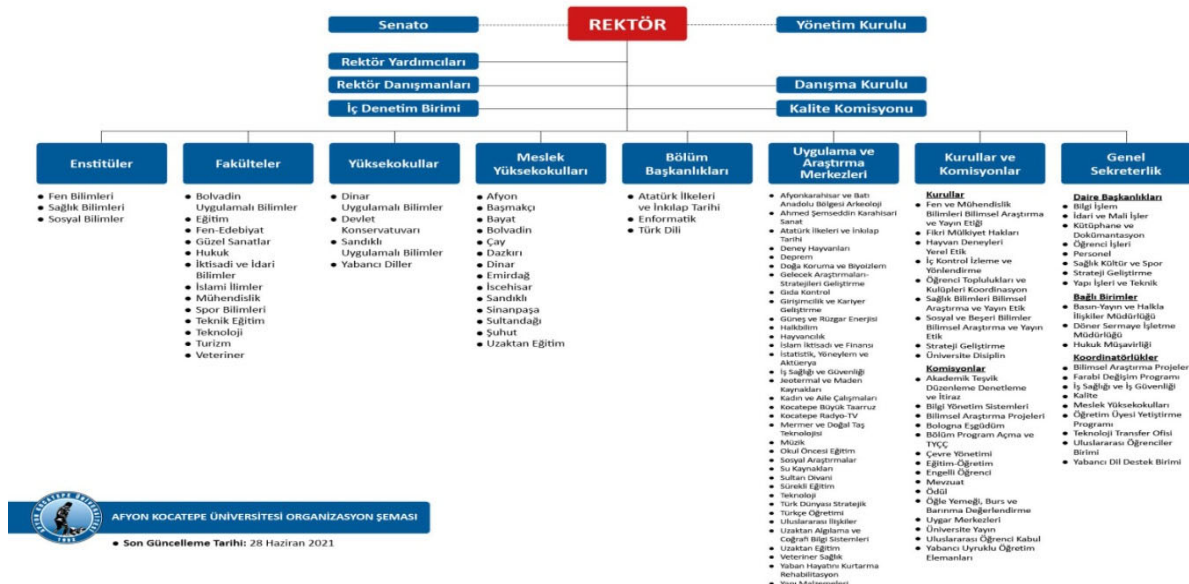 Senato
REKTÖR
Yönetim Kurulu
Rektör Yardımcıları
Rektör Danışmanları
Danışma Kurulu
İç Denetim Birimi
Kalite Komisyonu
Enstitüler
• Fen Bilimleri
• Sağlık Bilimleri
• Sosyal Bilimler
Fakülteler
• Bolvadin
Uygulamalı Bilimler
• Eğitim
• Fen-Edebiyat
• Güzel Sanatlar
• Hukuk
• İktisadi ve İdari
Bilimler
• İslami İlimler
• Mühendislik
• Spor Bilimleri
• Teknik Eğitim
• Teknoloji
• Turizm
• Veteriner
Yüksekokullar
• Dinar
Uygulamalı Bilimler
• Devlet
Konservatuvarı
• Sandıklı
Uygulamalı Bilimler
• Yabancı Diller
Meslek
Yüksekokulları
• Afyon
• Başmakçı
• Bayat
• Bolvadin
• Çay
• Dazkırı
• Dinar
• Emirdağ
• İscehisar
• Sandıklı
• Sinanpaşa
• Sultandağı
• Şuhut
• Uzaktan Eğitim
Bölüm
Başkanlıkları
• Atatürk İlkeleri
ve İnkılap Tarihi
• Enformatik
• Türk Dili
Uygulama ve
Araştırma
Merkezleri
• Afyonkarahisar ve Batı
Anadolu Bölgesi Arkeoloji
• Ahmed Şemseddin Karahisari
Sanat
• Atatürk İlkeleri ve İnkılap
Tarihi
• Deney Hayvanları
• Deprem
• Doğa Koruma ve Biyoizlem
• Gelecek Araştırmaları-
Stratejileri Geliştirme
• Gıda Kontrol
• Girişimcilik ve Kariyer
Geliştirme
• Güneş ve Rüzgar Enerjisi
• Halkbilim
• Hayvancılık
• İslam İktisadı ve Finansı
• İstatistik, Yöneylem ve
Aktüerya
• İş Sağlığı ve Güvenliği
• Jeotermal ve Maden
Kaynakları
• Kadın ve Aile Çalışmaları
• Kocatepe Büyük Taarruz
• Kocatepe Radyo-TV
• Mermer ve Doğal Taş
Teknolojisi
• Müzik
• Okul Öncesi Eğitim
• Sosyal Araştırmalar
• Su Kaynakları
• Sultan Divani
• Sürekli Eğitim
• Teknoloji
• Türk Dünyası Stratejik
• Türkçe Öğretimi
• Uluslararası İlişkiler
• Uzaktan Algılama ve
Coğrafi Bilgi Sistemleri
• Uzaktan Eğitim
• Veteriner Sağlık
• Yaban Hayatını Kurtarma
Rehabilitasyon
• Yapı Malzemeleri
Kurullar ve
Komisyonlar
Kurullar
• Fen ve Mühendislik
Bilimleri Bilimsel Araştırma
ve Yayın Etiği
• Fikri Mülkiyet Hakları
• Hayvan Deneyleri
Yerel Etik
• İç Kontrol İzleme ve
Yönlendirme
• Öğrenci Toplulukları ve
Kulüpleri Koordinasyon
• Sağlık Bilimleri Bilimsel
Araştırma ve Yayın Etik
• Sosyal ve Beşeri Bilimler
Bilimsel Araştırma ve Yayın
Etik
• Strateji Geliştirme
• Üniversite Disiplin
Komisyonlar
• Akademik Teşvik
Düzenleme Denetleme
ve İtiraz
• Bilgi Yönetim Sistemleri
• Bilimsel Araştırma Projeleri
• Bologna Eşgüdüm
• Bölüm Program Açma ve
TYÇÇ
• Çevre Yönetimi
• Eğitim-Öğretim
• Engelli Öğrenci
• Mevzuat
• Ödül
• Öğle Yemeği, Burs ve
Barınma Değerlendirme
• Uygar Merkezleri
• Üniversite Yayın
• Uluslararası Öğrenci Kabul
• Yabancı Uyruklu Öğretim
Elemanları
Genel
Sekreterlik
Daire Başkanlıkları
• Bilgi İşlem
• İdari ve Mali İşler
• Kütüphane ve
Dokümantasyon
• Öğrenci İşleri
• Personel
• Sağlık Kültür ve Spor
• Strateji Geliştirme
• Yapı İşleri ve Teknik
Bağlı Birimler
• Basın-Yayın ve Halkla
İlişkiler Müdürlüğü
• Döner Sermaye İşletme
Müdürlüğü
• Hukuk Müşavirliği
Koordinatörlükler
• Bilimsel Araştırma Projeler
• Farabi Değişim Programı
• İş Sağlığı ve İş Güvenliği
• Kalite
• Meslek Yüksekokulları
• Öğretim Üyesi Yetiştirme
Programı
• Teknoloji Transfer Ofisi
• Uluslararası Öğrenciler
Birimi
• Yabancı Dil Destek Birimi
AFYON KOCATEPE ÜNİVERSİTESİ
AFYON KOCATEPE ÜNİVERSİTESİ ORGANİZASYON ŞEMASI
• Son Güncelleme Tarihi: 28 Haziran 2021